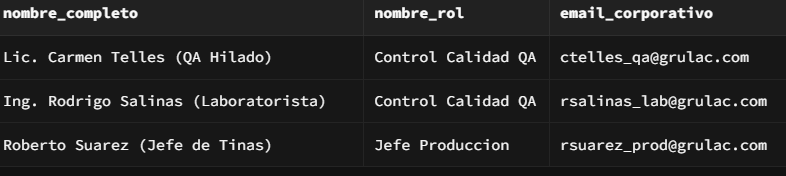 nombre_completo nombre_rol email_corporativo
Lic. Carmen Telles (QA Hilado) Control Calidad QA ctelles_qa@grulac.com
Ing. Rodrigo Salinas (Laboratorista) Control Calidad QA rsalinas_lab@grulac.com
Roberto Suarez (Jefe de Tinas) Jefe Produccion rsuarez_prod@grulac.com